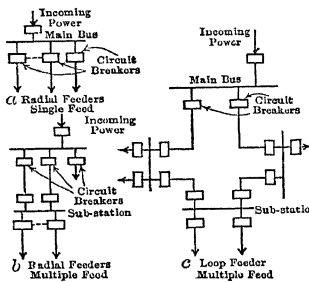 Incoming
Power
Main Bus
Circuit
Breakers
a Radial Feeders
Single Feed
Incoming
Power
Circuit
Breakers
Sub-station
b Radial Feeders
Multiple Feed
Incoming
Power
Main Bus
Circuit
Breakers
Sub-station
c Loop Feeder
Multiple Feed